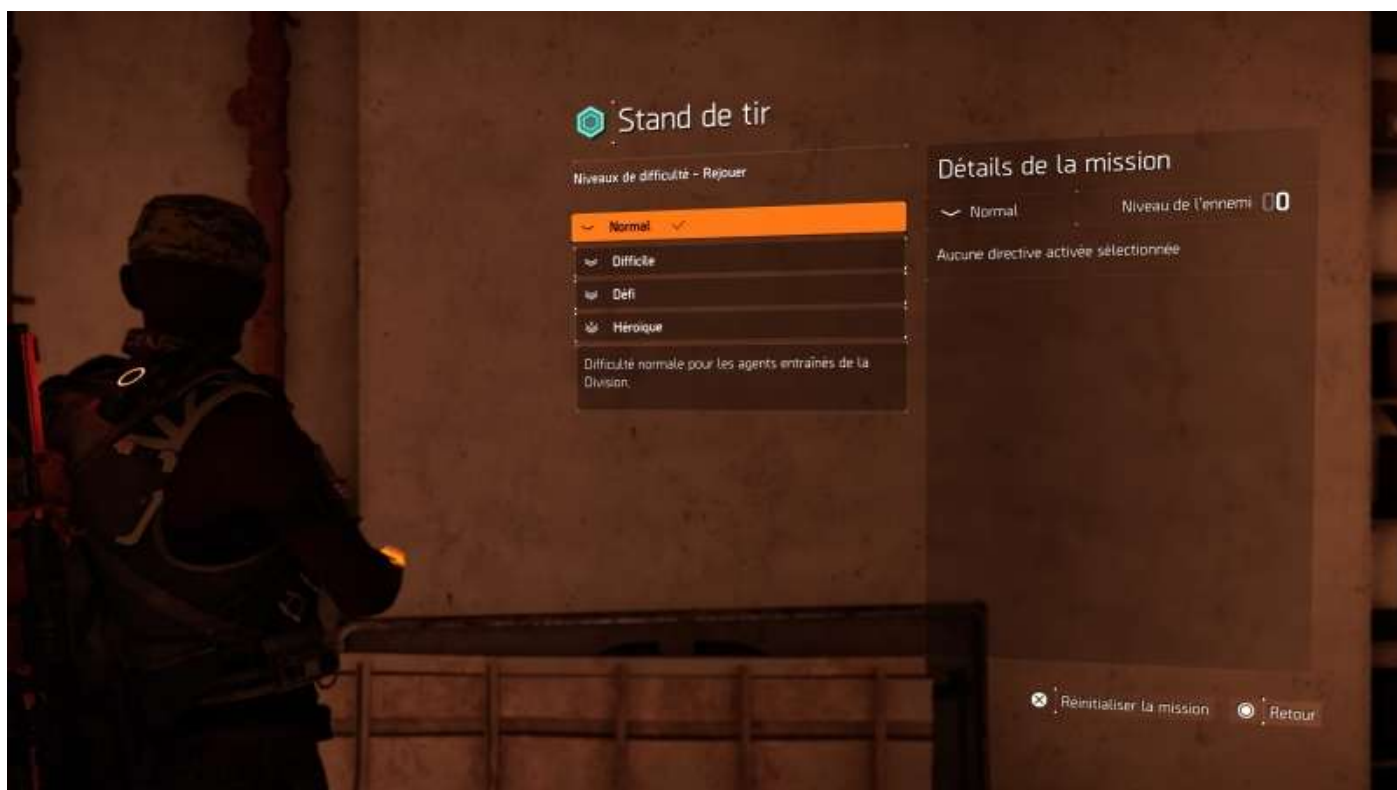 Stand de tir
Niveaux de difficulté - Rejouer
Normal
Difficile
Défi
Héroïque
Difficulté normale pour les agents entraînés de la
Division.
Détails de la mission
Normal
Niveau de l'ennemi 00
Aucune directive activée sélectionnée
Réinitialiser la mission
Retour